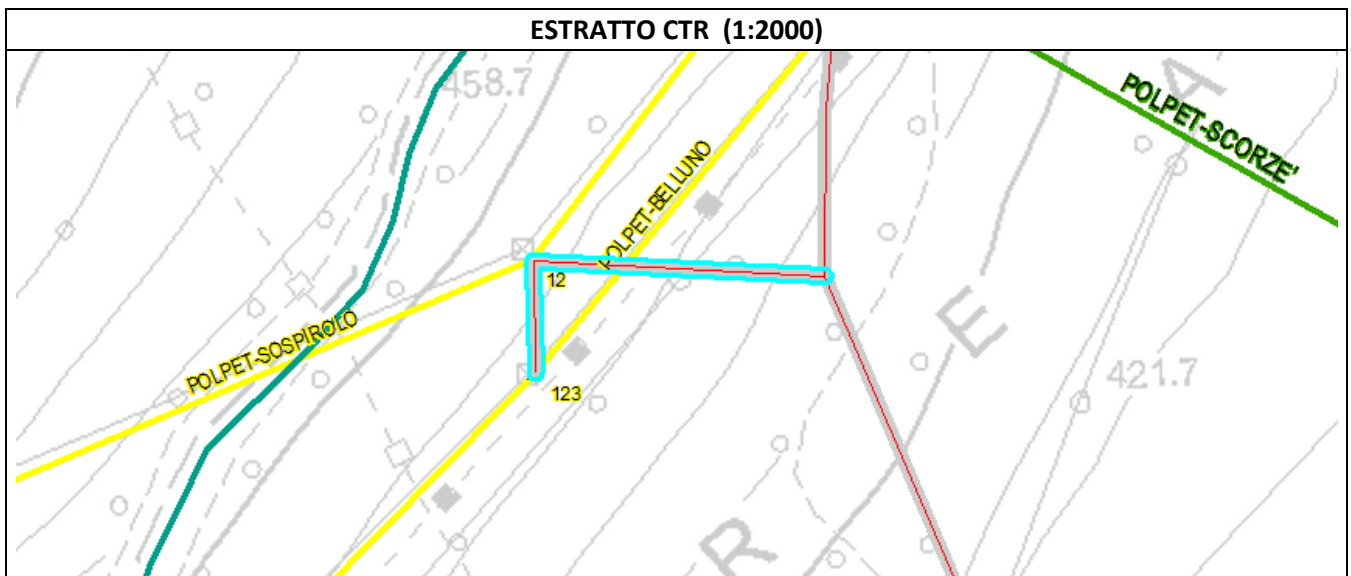 ESTRATTO CTR (1:2000)
458.7
POLPET-SCORZE'
A
POLPET-BELLUNO
12
E
POLPET-SOSPIROLO
421.7
123
R